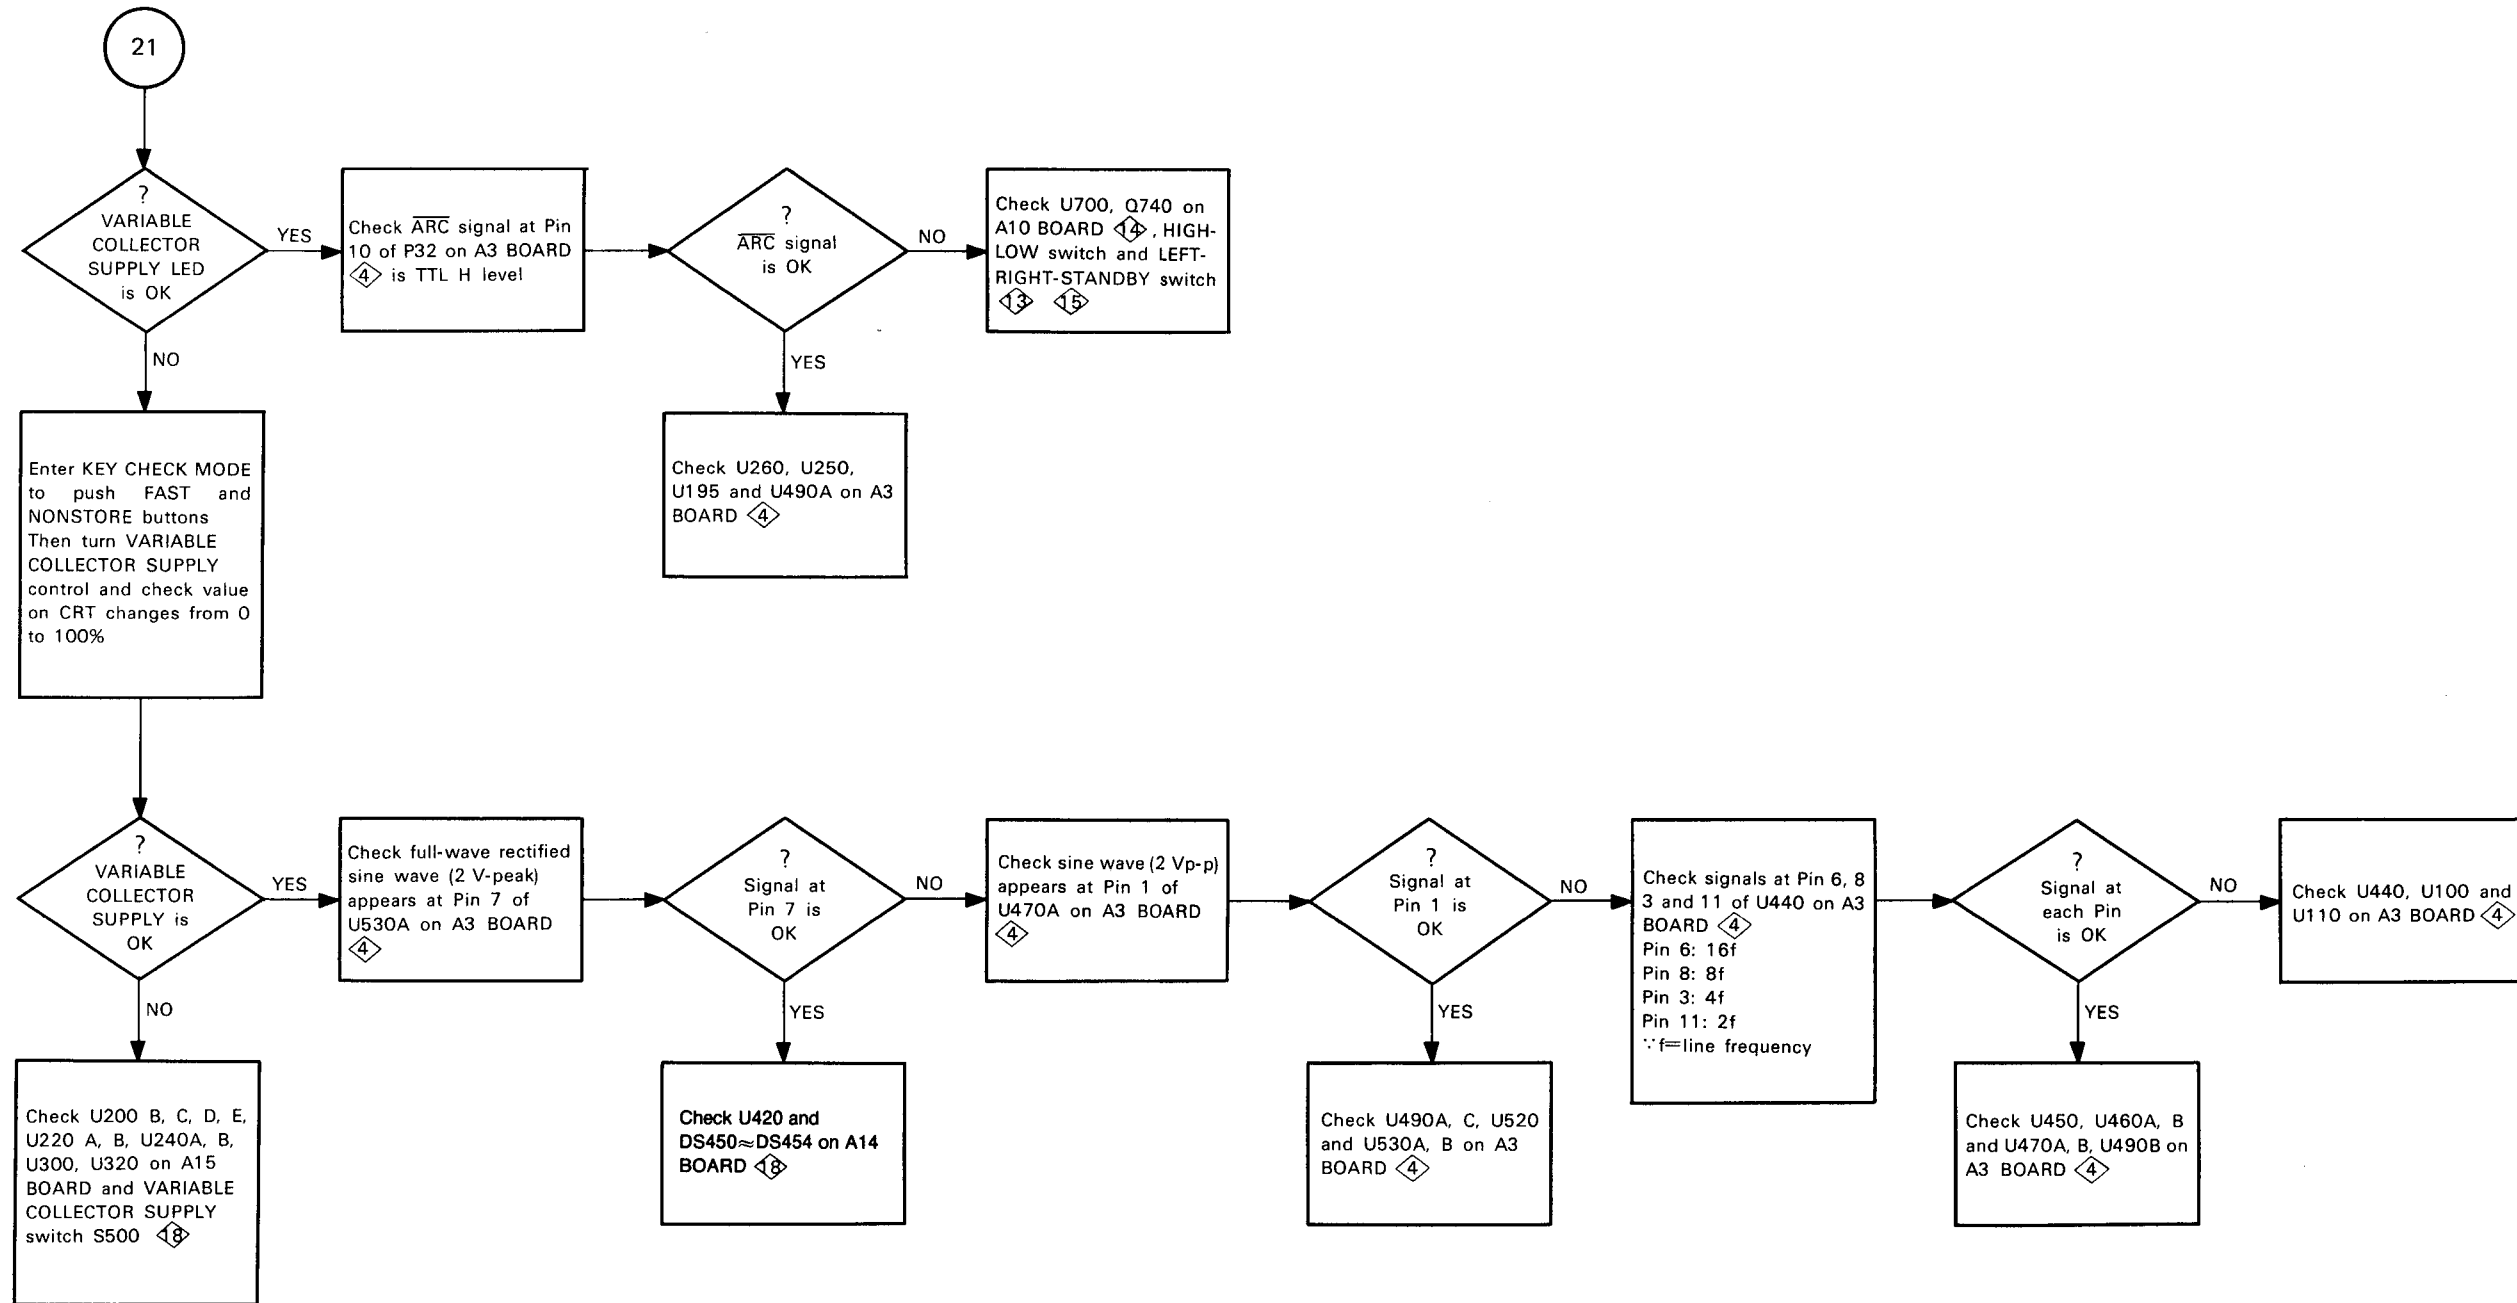 21
?
VARIABLE
COLLECTOR
SUPPLY LED
is OK
YES
NO
Check ARC signal at Pin
10 of P32 on A3 BOARD
4 is TTL H level
?
ARC signal
is OK
NO
YES
Check U700, Q740 on
A10 BOARD 14 , HIGH-
LOW switch and LEFT-
RIGHT-STANDBY switch
13 15
Check U260, U250,
U195 and U490A on A3
BOARD 4
Enter KEY CHECK MODE
to push FAST and
NONSTORE buttons
Then turn VARIABLE
COLLECTOR SUPPLY
control and check value
on CRT changes from 0
to 100%
?
VARIABLE
COLLECTOR
SUPPLY is
OK
YES
NO
Check full-wave rectified
sine wave (2 V-peak)
appears at Pin 7 of
U530A on A3 BOARD
4
?
Signal at
Pin 7 is
OK
NO
YES
Check sine wave (2 Vp-p)
appears at Pin 1 of
U470A on A3 BOARD
4
?
Signal at
Pin 1 is
OK
NO
YES
Check signals at Pin 6, 8
3 and 11 of U440 on A3
BOARD 4
Pin 6: 16f
Pin 8: 8f
Pin 3: 4f
Pin 11: 2f
∵f=line frequency
?
Signal at
each Pin
is OK
NO
YES
Check U440, U100 and
U110 on A3 BOARD 4
Check U200 B, C, D, E,
U220 A, B, U240A, B,
U300, U320 on A15
BOARD and VARIABLE
COLLECTOR SUPPLY
switch S500 18
Check U420 and
DS450≈DS454 on A14
BOARD 18
Check U490A, C, U520
and U530A, B on A3
BOARD 4
Check U450, U460A, B
and U470A, B, U490B on
A3 BOARD 4